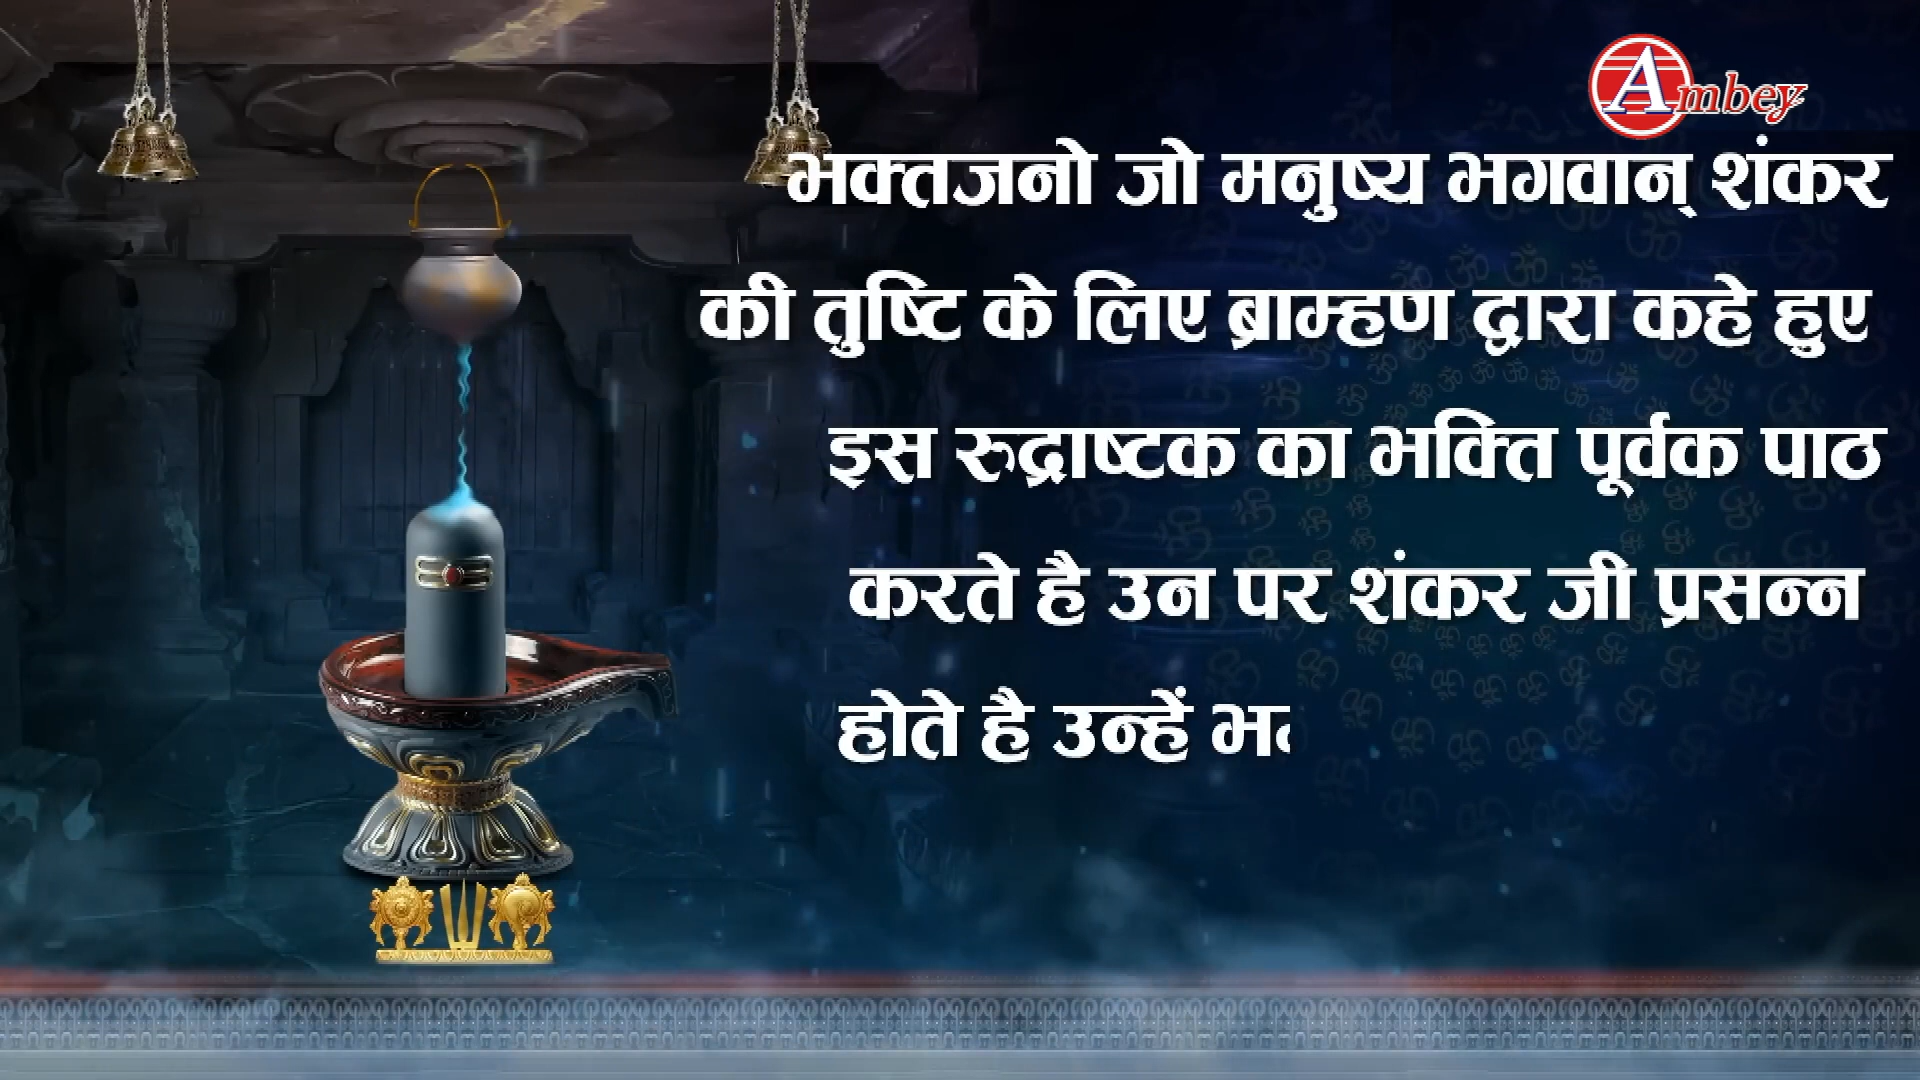 Ambey
भक्तजनो जो मनुष्य भगवान् शंकर
की तुष्टि के लिए ब्राम्हण द्वारा कहे हुए
इस रुद्राष्टक का भक्ति पूर्वक पाठ
करते है उन पर शंकर जी प्रसन्न
होते है उन्हें